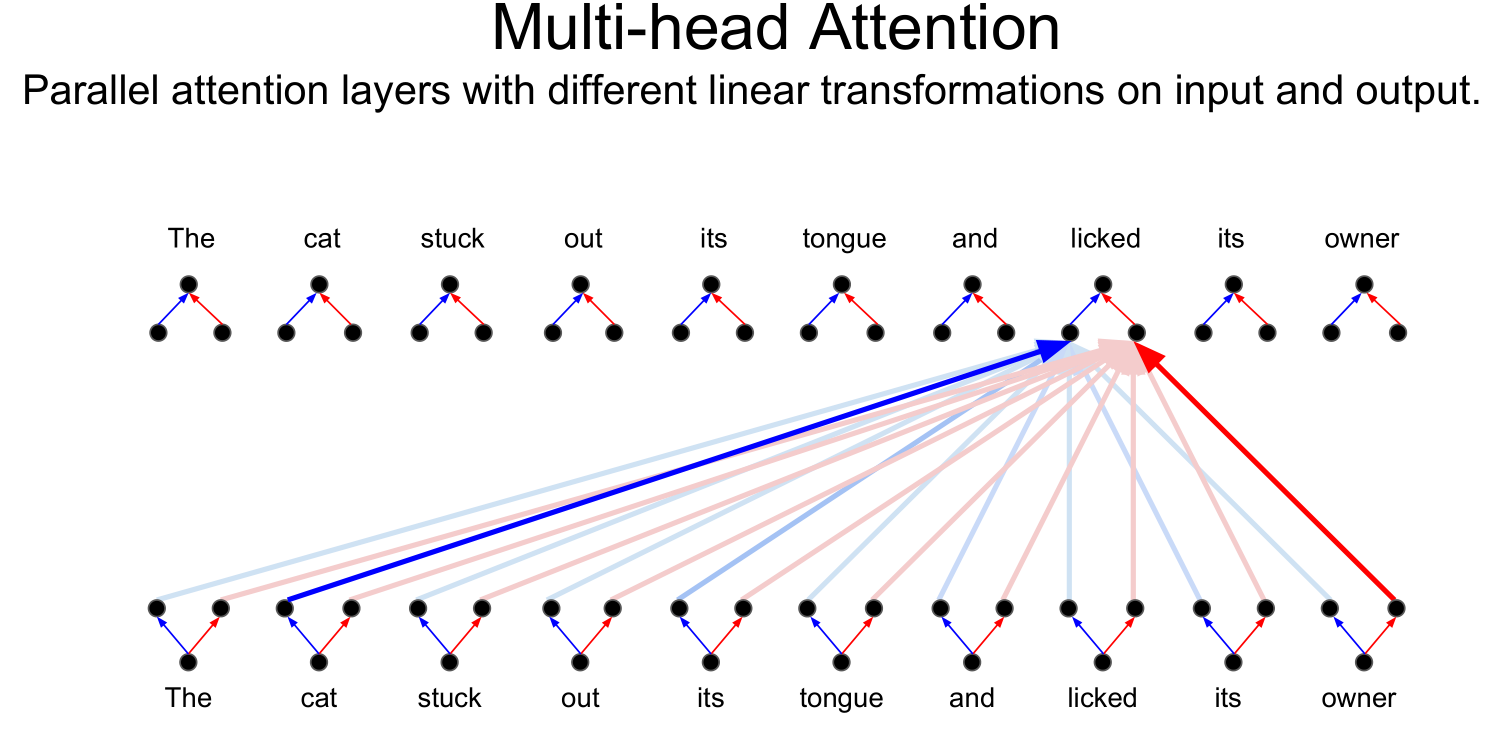 Multi-head Attention
Parallel attention layers with different linear transformations on input and output.
The cat stuck out its tongue and licked its owner
The cat stuck out its tongue and licked its owner